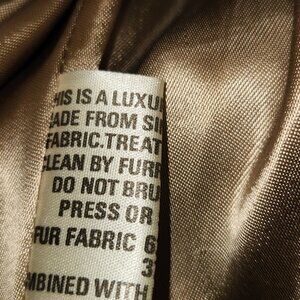 HIS IS A LUXU
ADE FROM SI
FABRIC.TREAT
CLEAN BY FURR
DO NOT BRU
PRESS OR
FUR FABRIC 6
3
MBINED WITH